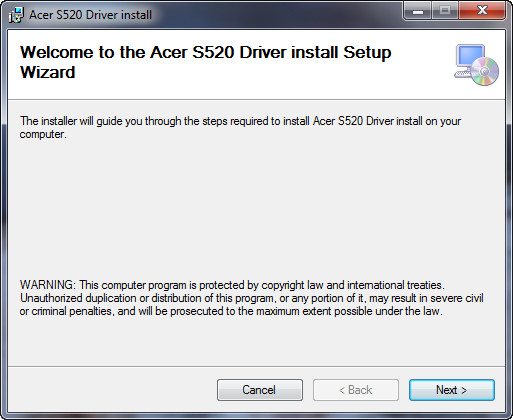 Acer S520 Driver install
Welcome to the Acer S520 Driver install Setup
Wizard
The installer will guide you through the steps required to install Acer S520 Driver install on your
computer.
WARNING: This computer program is protected by copyright law and international treaties.
Unauthorized duplication or distribution of this program, or any portion of it, may result in severe civil
or criminal penalties, and will be prosecuted to the maximum extent possible under the law.
Cancel < Back Next >